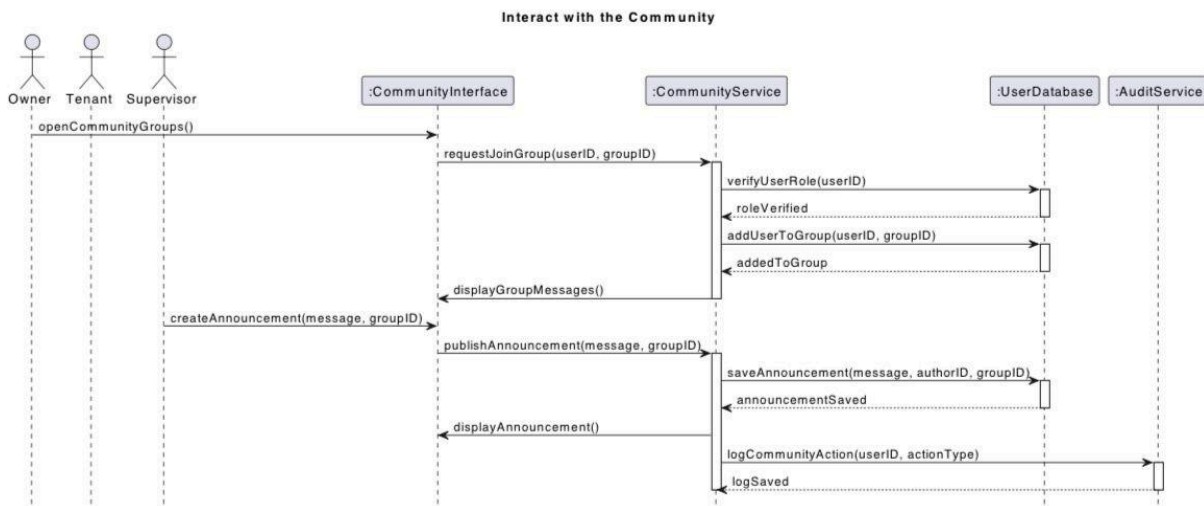 Interact with the Community
Owner Tenant Supervisor :CommunityInterface :CommunityService :UserDatabase :AuditService
openCommunityGroups()
requestJoinGroup(userID, groupID)
verifyUserRole(userID)
roleVerified
addUserToGroup(userID, groupID)
addedToGroup
displayGroupMessages()
createAnnouncement(message, groupID)
publishAnnouncement(message, groupID)
saveAnnouncement(message, authorID, groupID)
announcementSaved
displayAnnouncement()
logCommunityAction(userID, actionType)
logSaved